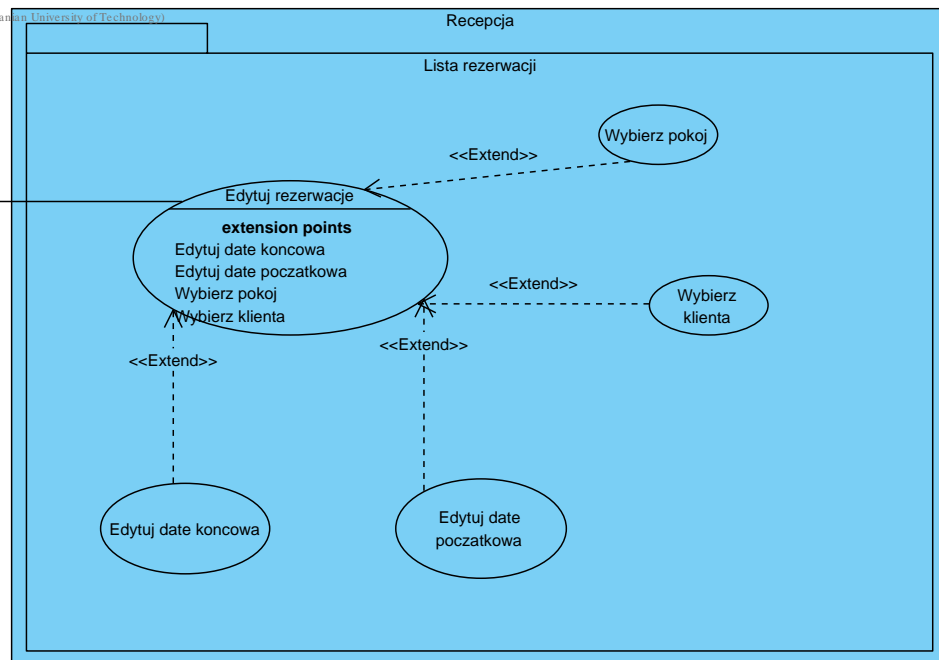 University of Technology)
Recepcja
Lista rezerwacji
Wybierz pokoj
<<Extend>>
Edytuj rezerwacje
extension points
Edytuj date koncowa
Edytuj date poczatkowa
Wybierz pokoj
Wybierz klienta
<<Extend>>
Wybierz
klienta
<<Extend>>
<<Extend>>
Edytuj date koncowa
Edytuj date
poczatkowa